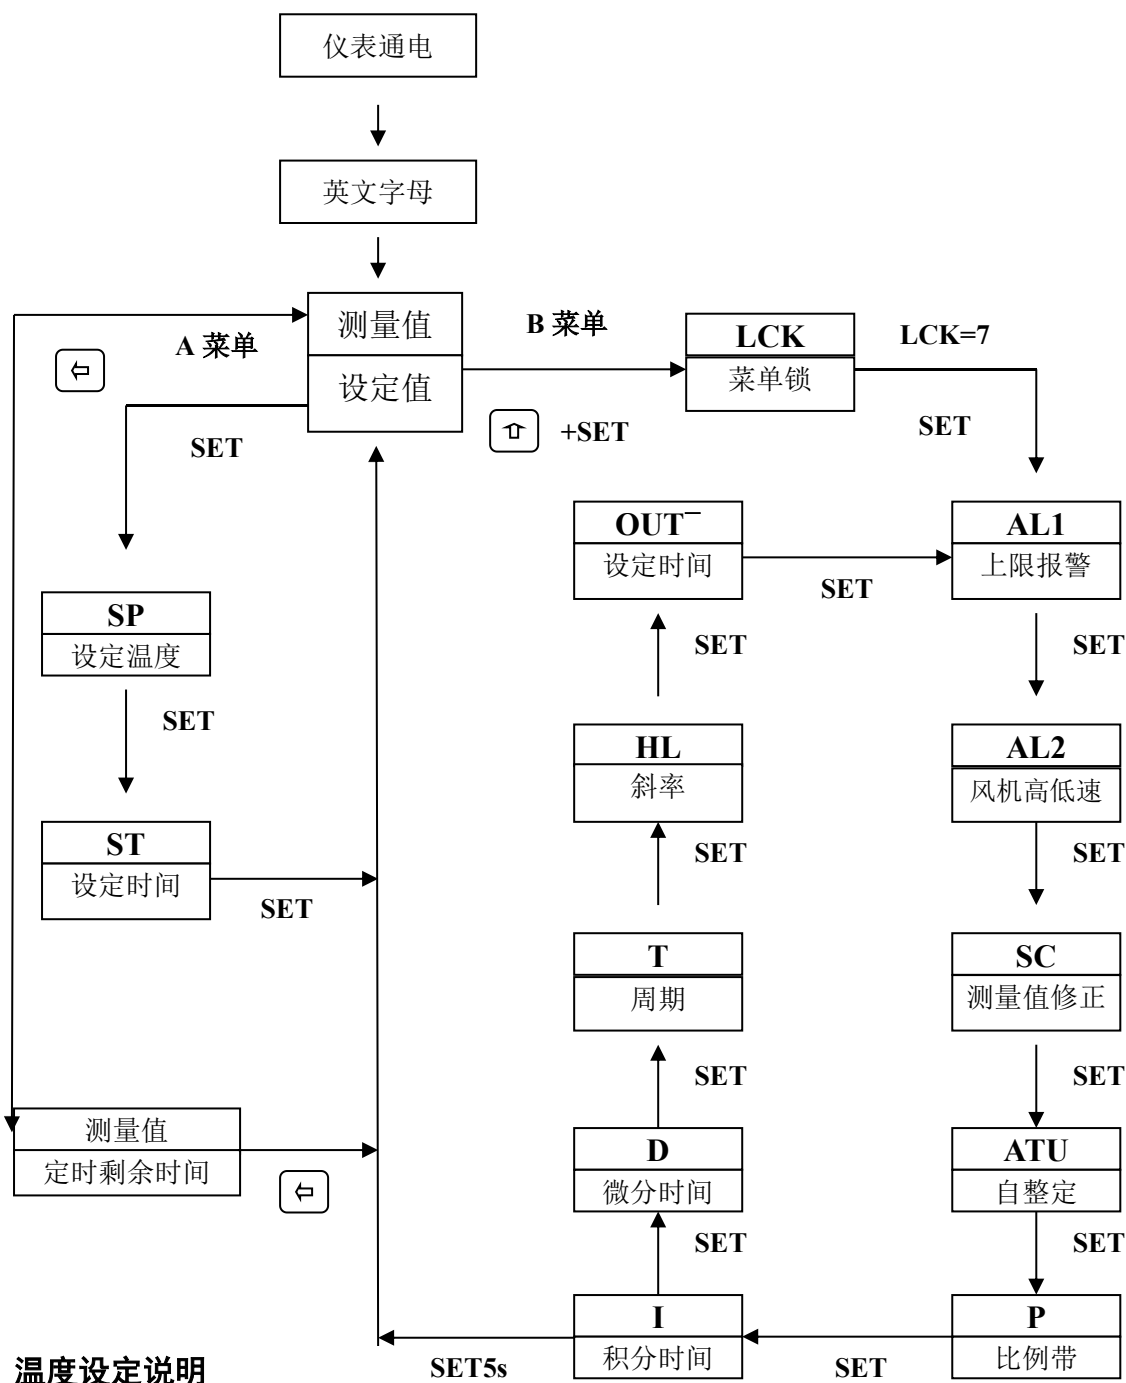 仪表通电
英文字母
测量值
设定值
A 菜单
SET
B 菜单
+SET
LCK
菜单锁
LCK=7
SET
OUT¯
设定时间
SET
AL1
上限报警
SET
SET
SP
设定温度
SET
HL
斜率
AL2
风机高低速
ST
设定时间
SET
SET
SET
T
周期
SC
测量值修正
SET
SET
测量值
定时剩余时间
D
微分时间
ATU
自整定
SET
SET
I
积分时间
P
比例带
SET5s
SET
温度设定说明